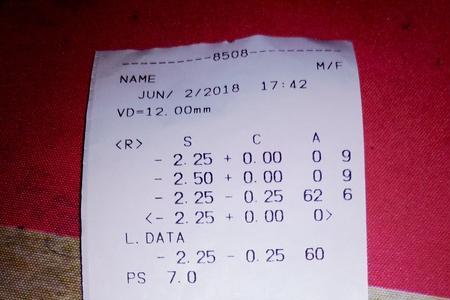 ----------8508----------
NAME M/F
JUN/ 2/2018 17:42
VD=12.00mm
<R> S C A
- 2.25 + 0.00 0 9
- 2.50 + 0.00 0 9
- 2.25 - 0.25 62 6
<- 2.25 + 0.00 0>
L.DATA
- 2.25 - 0.25 60
PS 7.0